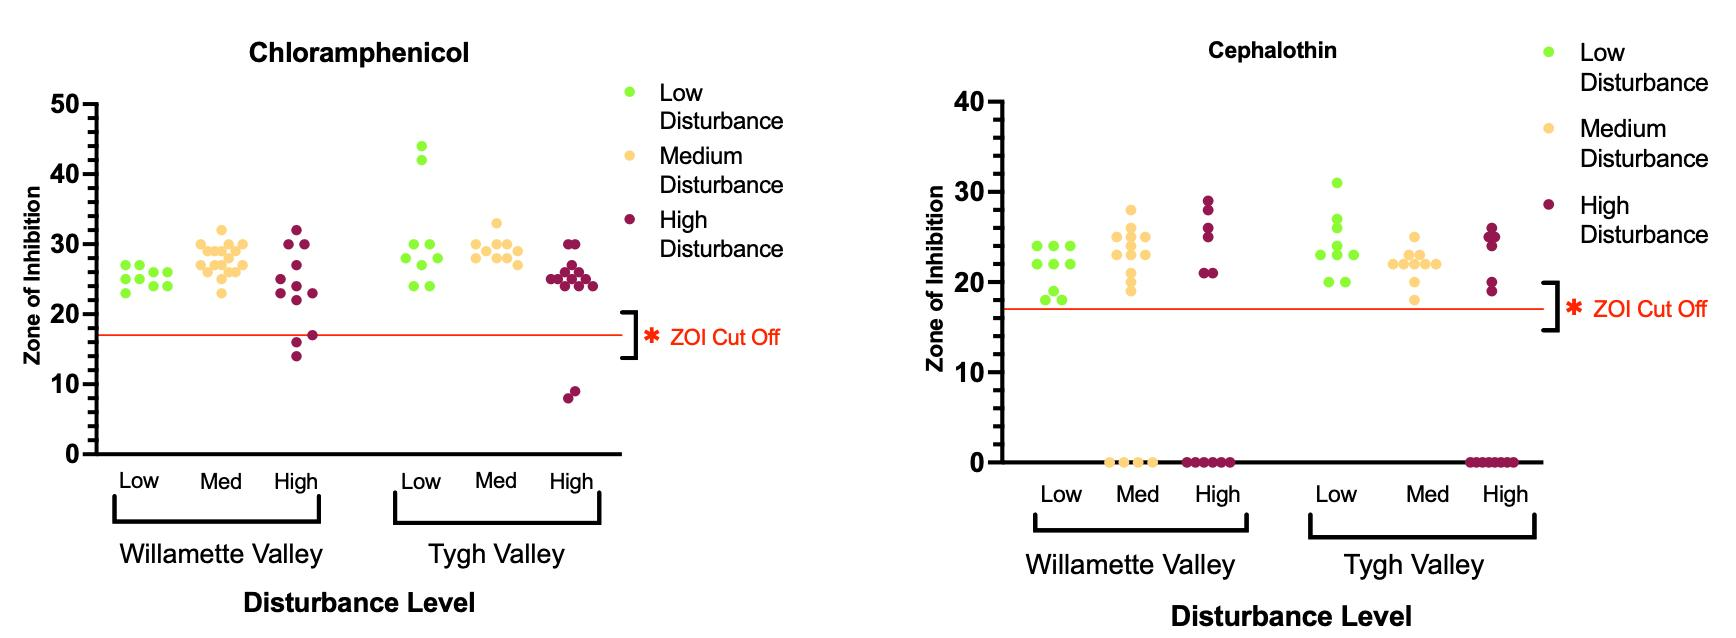 Chloramphenicol
50
40
30
20
10
0
Zone of Inhibition
Low
Disturbance
Medium
Disturbance
High
Disturbance
* ZOI Cut Off
Low Med High Low Med High
Willamette Valley Tygh Valley
Disturbance Level
Cephalothin
40
30
20
10
0
Zone of Inhibition
Low
Disturbance
Medium
Disturbance
High
Disturbance
* ZOI Cut Off
Low Med High Low Med High
Willamette Valley Tygh Valley
Disturbance Level